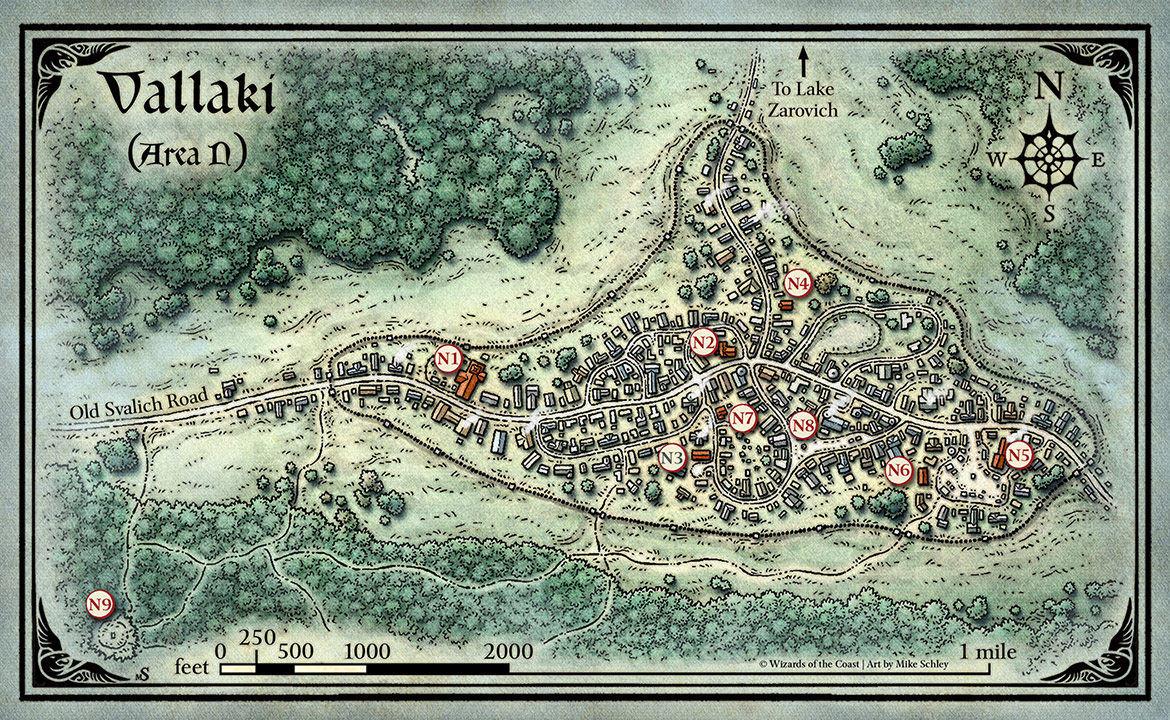 Vallaki
(Area N)
To Lake
Zarovich
N
W E
S
N4
N2
N1
Old Svalich Road
N7
N8
N3
N5
N6
N9
250
0 500 1000 2000 1 mile
feet
© Wizards of the Coast | Art by Mike Schley
MS